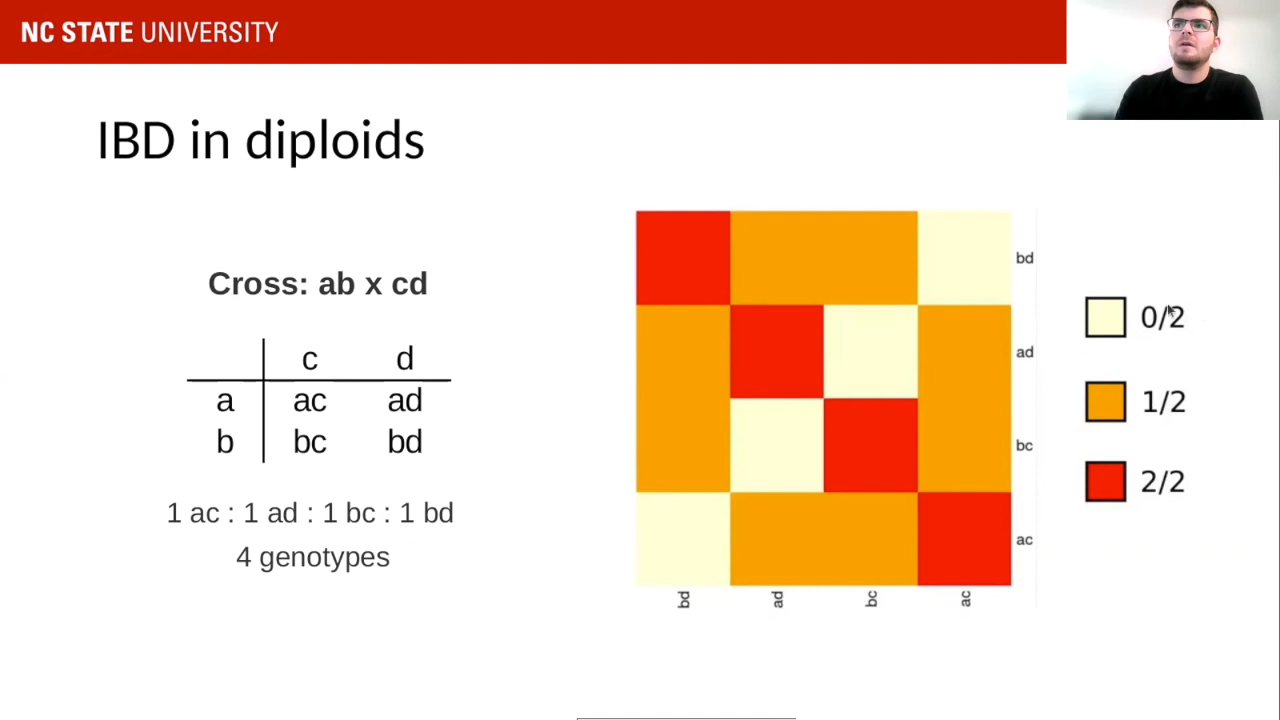 NC STATE UNIVERSITY
IBD in diploids
Cross: ab x cd
c d
a ac ad
b bc bd
1 ac : 1 ad : 1 bc : 1 bd
4 genotypes
bd
ad
bc
ac
bd ad bc ac
0/2
1/2
2/2